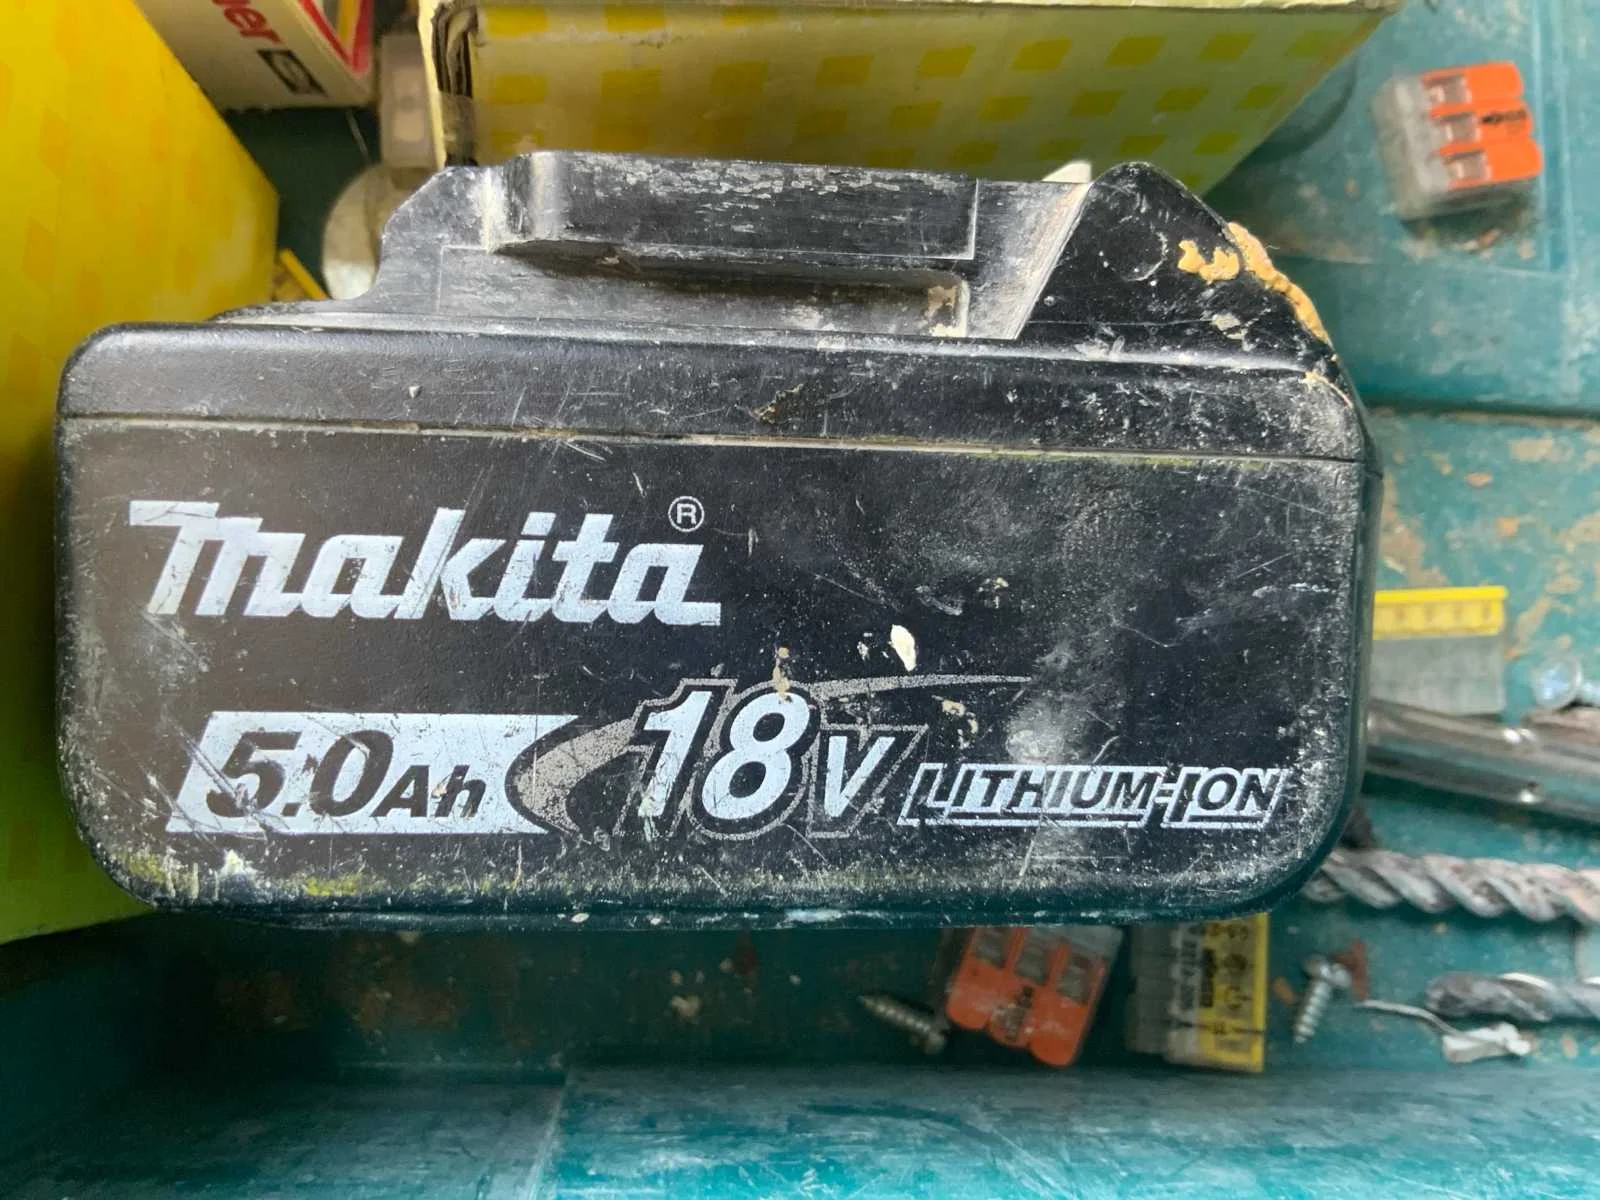 makita®
5.0Ah 18V LITHIUM-ION